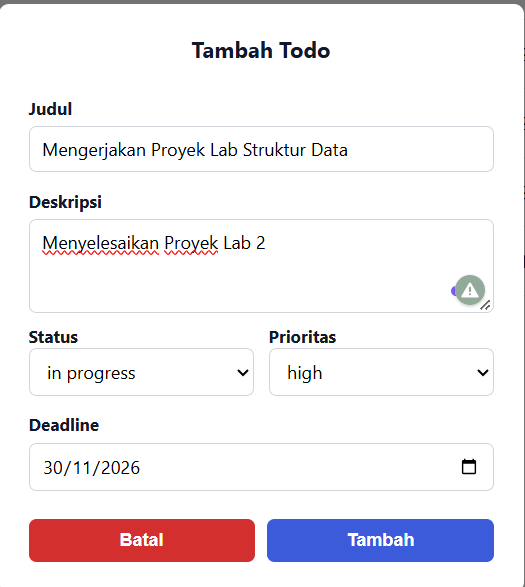 Tambah Todo
Judul
Mengerjakan Proyek Lab Struktur Data
Deskripsi
Menyelesaikan Proyek Lab 2
Status Prioritas
in progress high
Deadline
30/11/2026
Batal Tambah